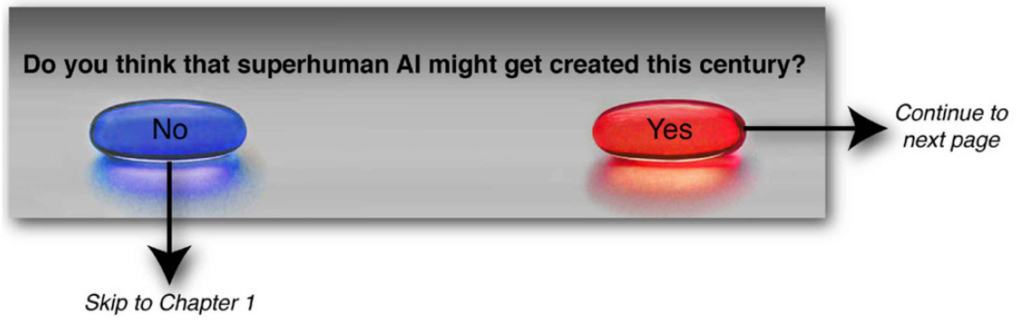 Do you think that superhuman AI might get created this century?
No
Yes
Continue to
next page
Skip to Chapter 1